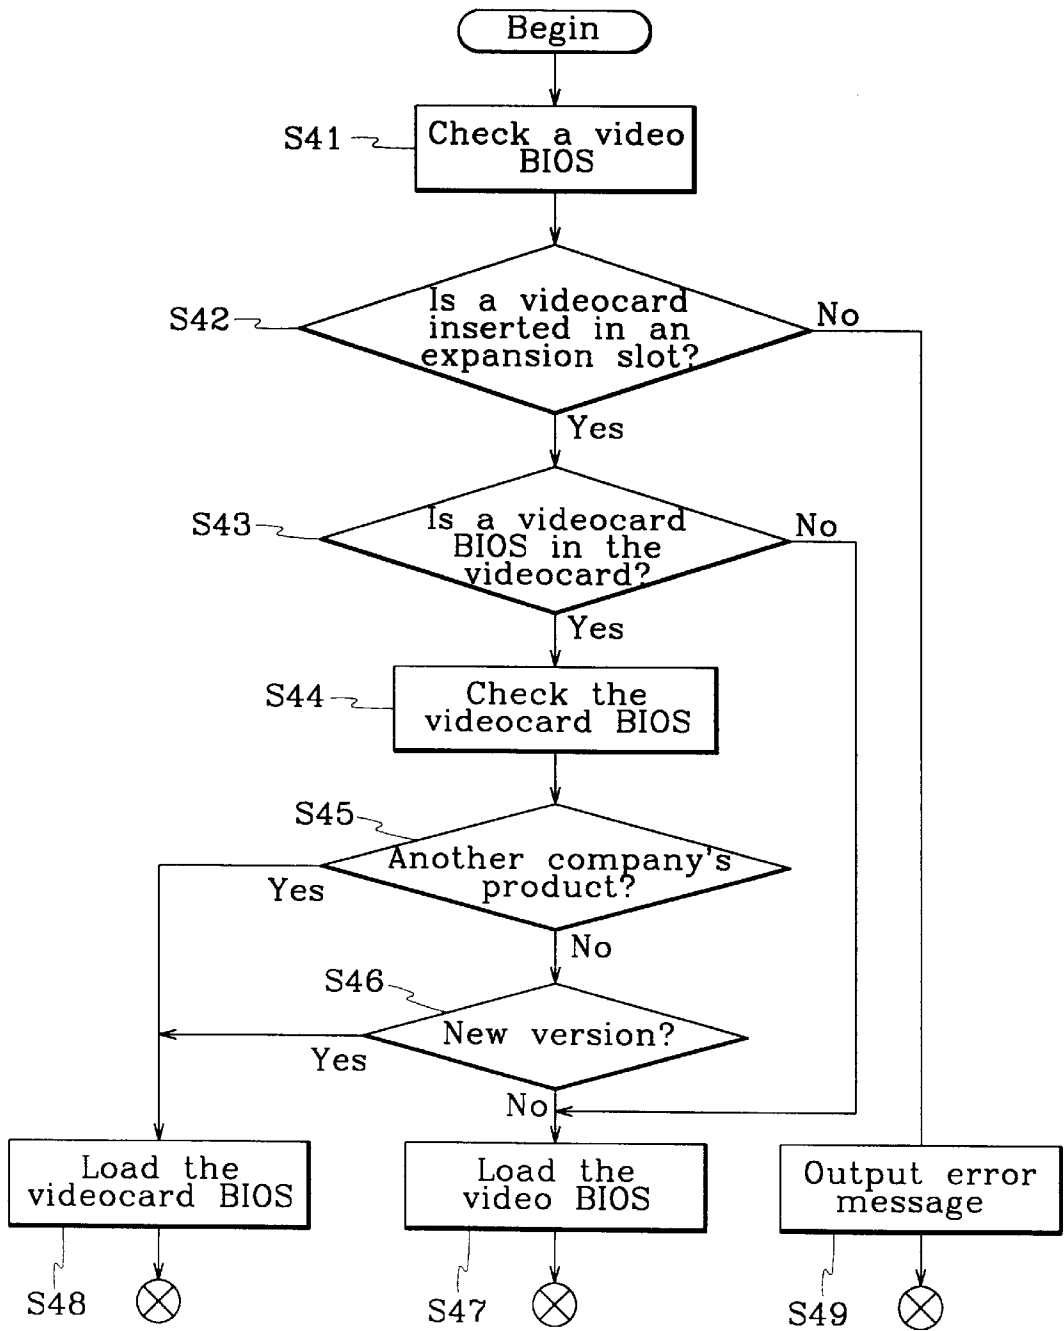 Begin
S41
Check a video
BIOS
S42
Is a videocard
inserted in an
expansion slot?
No
Yes
S43
Is a videocard
BIOS in the
videocard?
No
Yes
S44
Check the
videocard BIOS
S45
Another company's
product?
Yes
No
S46
New version?
Yes
No
Load the
videocard BIOS
Load the
video BIOS
Output error
message
S48
S47
S49